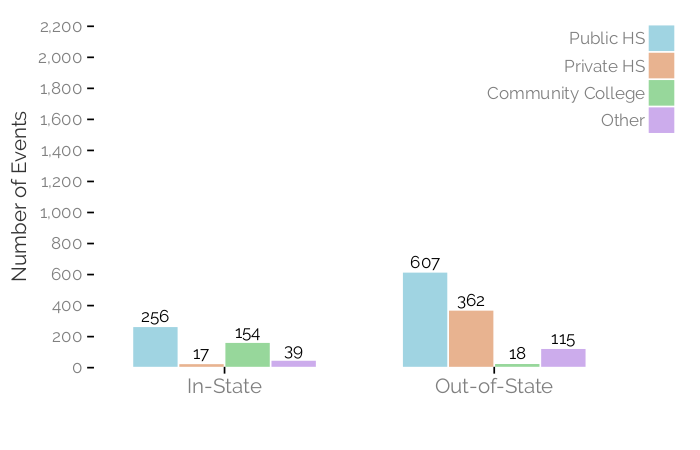 Number of Events
2,200
2,000
1,800
1,600
1,400
1,200
1,000
800
600
400
200
0
Public HS
Private HS
Community College
Other
256
17
154
39
607
362
18
115
In-State
Out-of-State